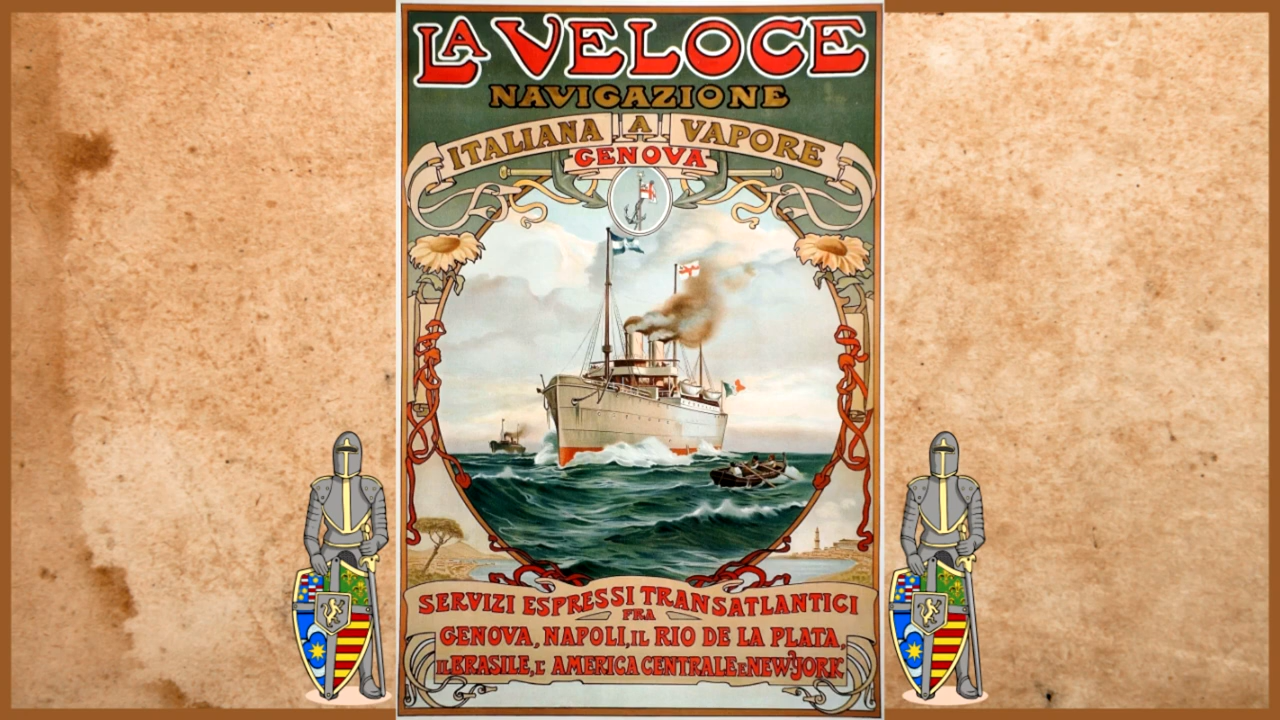 LA VELOCE
NAVIGAZIONE
ITALIANA A VAPORE
GENOVA
SERVIZI ESPRESSI TRANSATLANTICI
FRA
GENOVA, NAPOLI, IL RIO DE LA PLATA,
IL BRASILE, L' AMERICA CENTRALE E NEW YORK